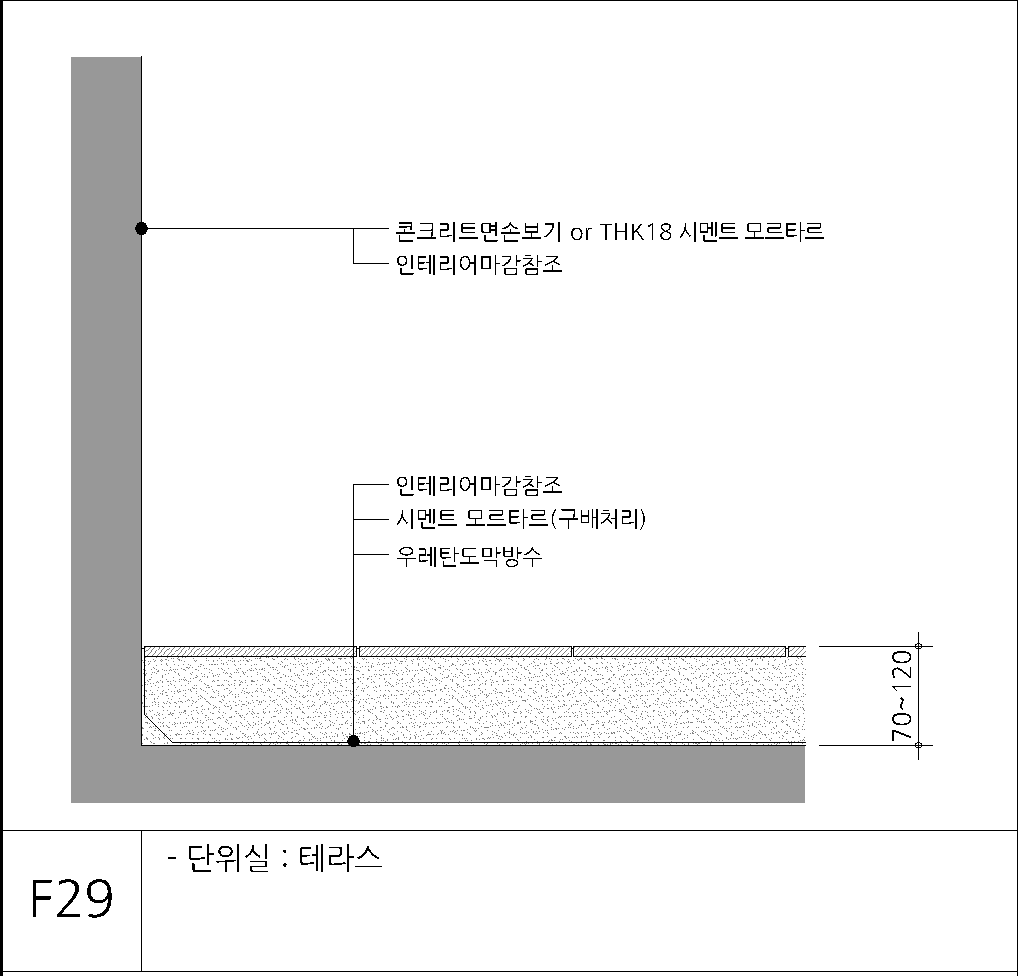 콘크리트면손보기 or THK18 시멘트 모르타르
인테리어마감참조
인테리어마감참조
시멘트 모르타르(구배처리)
우레탄도막방수
70~120
F29
- 단위실 : 테라스